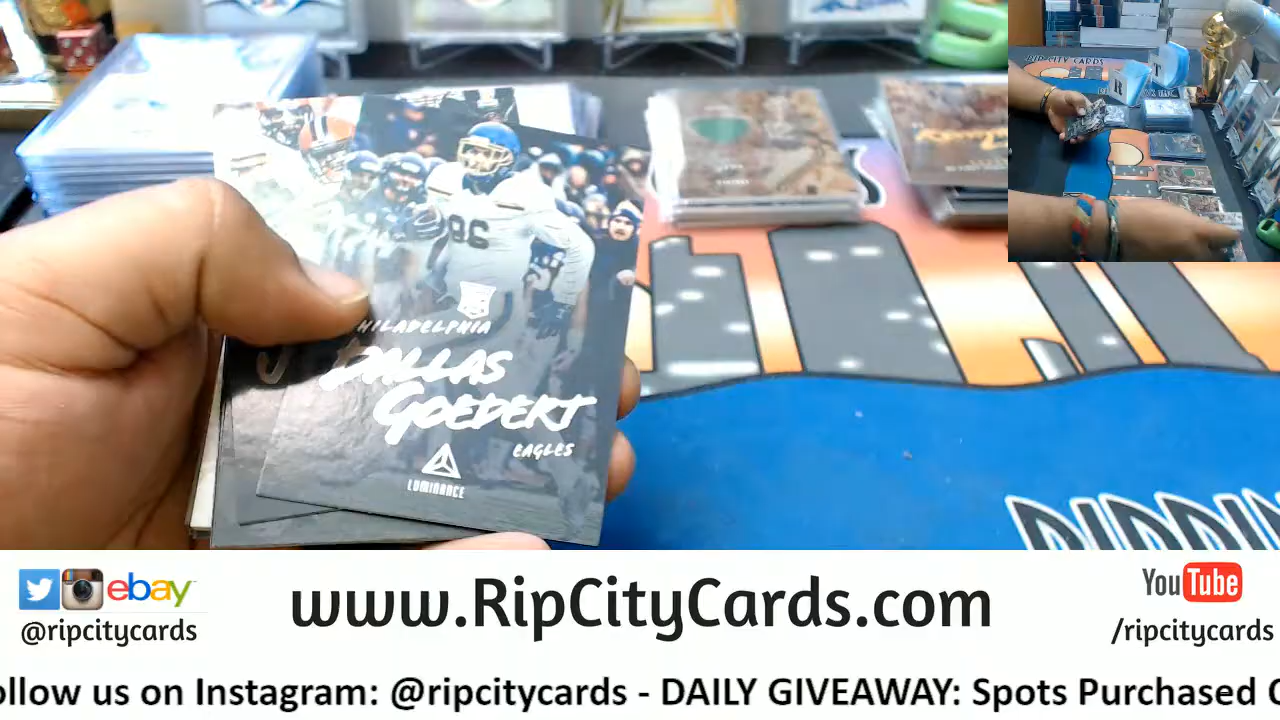 RIP CITY CARDS
86
PHILADELPHIA
DALLAS
GOEDERT
EAGLES
LUMINANCE
ebay
@ripcitycards
www.RipCityCards.com
YouTube
/ripcitycards
ollow us on Instagram: @ripcitycards - DAILY GIVEAWAY: Spots Purchased